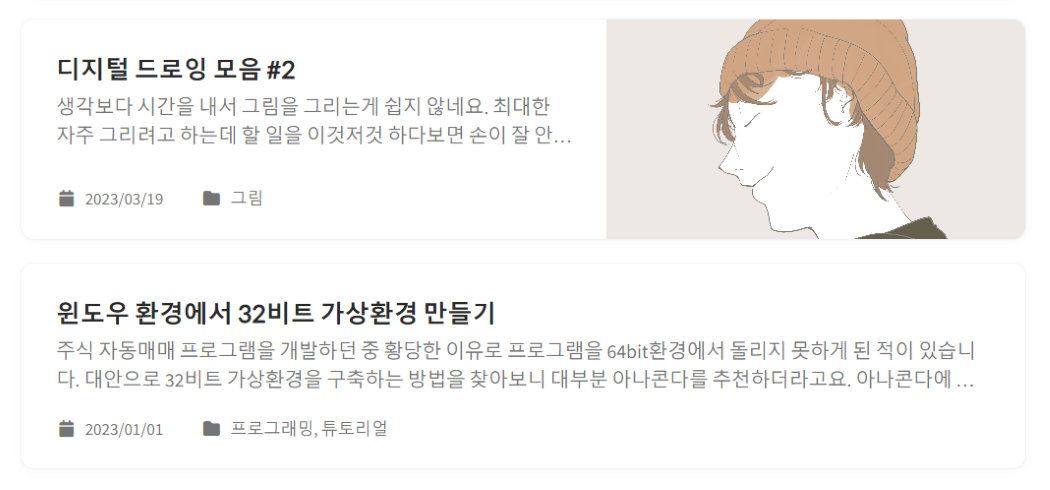 디지털 드로잉 모음 #2
생각보다 시간을 내서 그림을 그리는게 쉽지 않네요. 최대한
자주 그리려고 하는데 할 일을 이것저것 하다보면 손이 잘 안…
2023/03/19 그림
윈도우 환경에서 32비트 가상환경 만들기
주식 자동매매 프로그램을 개발하던 중 황당한 이유로 프로그램을 64bit환경에서 돌리지 못하게 된 적이 있습니
다. 대안으로 32비트 가상환경을 구축하는 방법을 찾아보니 대부분 아나콘다를 추천하더라고요. 아나콘다에 …
2023/01/01 프로그래밍, 튜토리얼